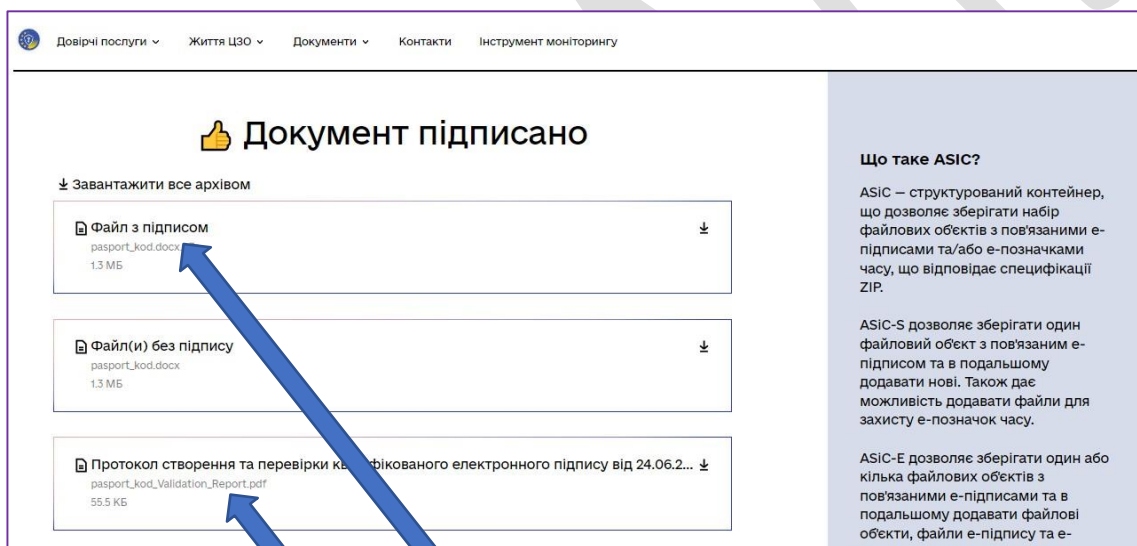 Довірчі послуги Життя ЦЗО Документи Контакти Інструмент моніторингу
👍 Документ підписано
Завантажити все архівом
Файл з підписом
pasport_kod.docx
1.3 МБ
Файл(и) без підпису
pasport_kod.docx
1.3 МБ
Протокол створення та перевірки кваліфікованого електронного підпису від 24.06.2...
pasport_kod_Validation_Report.pdf
55.5 КБ
Що таке ASIC?
ASiC — структурований контейнер,
що дозволяє зберігати набір
файлових об'єктів з пов'язаними е-
підписами та/або е-позначками
часу, що відповідає специфікації
ZIP.
ASiC-S дозволяє зберігати один
файловий об'єкт з пов'язаним е-
підписом та в подальшому
додавати нові. Також дає
можливість додавати файли для
захисту е-позначок часу.
ASiC-E дозволяє зберігати один або
кілька файлових об'єктів з
пов'язаними е-підписами та в
подальшому додавати файлові
об'єкти, файли е-підпису та е-